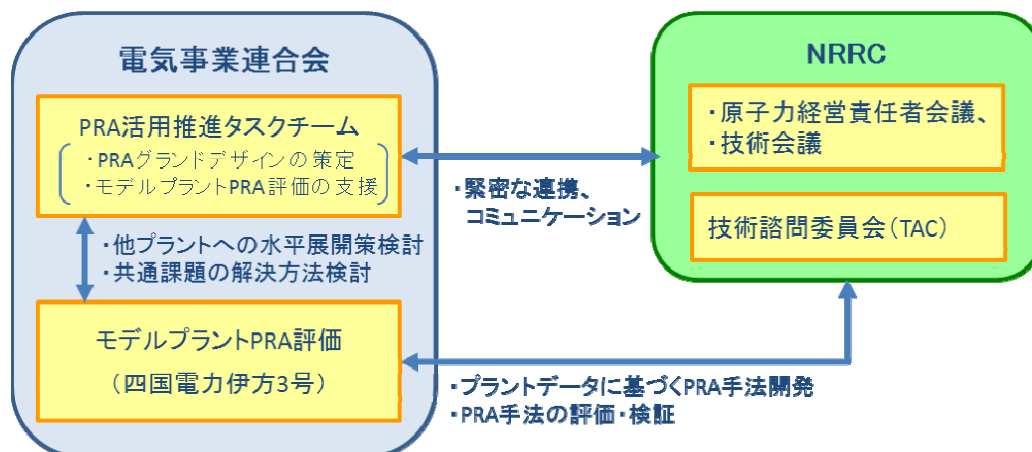 電気事業連合会
PRA活用推進タスクチーム
・PRAグランドデザインの策定
・モデルプラントPRA評価の支援
・他プラントへの水平展開策検討
・共通課題の解決方法検討
モデルプラントPRA評価
(四国電力伊方3号)
・緊密な連携、
コミュニケーション
NRRC
・原子力経営責任者会議、
・技術会議
技術諮問委員会(TAC)
・プラントデータに基づくPRA手法開発
・PRA手法の評価・検証